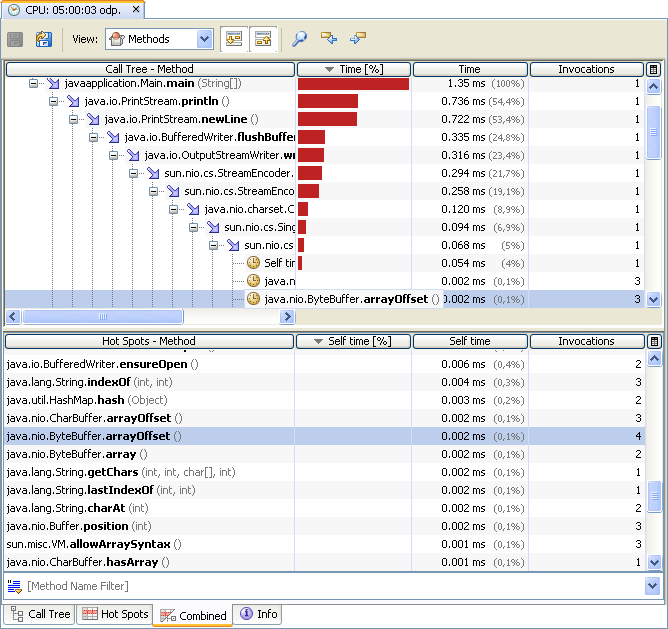 CPU: 05:00:03 odp.
View: Methods
Call Tree - Method Time [%] Time Invocations
javaapplication.Main.main (String[]) 1.35 ms (100%) 1
java.io.PrintStream.println () 0.736 ms (54,4%) 1
java.io.PrintStream.newLine () 0.722 ms (53,4%) 1
java.io.BufferedWriter.flushBuffer 0.335 ms (24,8%) 1
java.io.OutputStreamWriter.wr 0.316 ms (23,4%) 1
sun.nio.cs.StreamEncoder. 0.294 ms (21,7%) 1
sun.nio.cs.StreamEnco 0.258 ms (19,1%) 1
java.nio.charset.C 0.120 ms (8,9%) 1
sun.nio.cs.Sing 0.094 ms (6,9%) 1
sun.nio.cs 0.068 ms (5%) 1
Self tim 0.054 ms (4%) 1
java.n 0.002 ms (0,1%) 3
java.nio.ByteBuffer.arrayOffset () 0.002 ms (0,1%) 3
Hot Spots - Method Self time [%] Self time Invocations
java.io.BufferedWriter.ensureOpen () 0.006 ms (0,4%) 2
java.lang.String.indexOf (int, int) 0.004 ms (0,3%) 3
java.util.HashMap.hash (Object) 0.003 ms (0,2%) 2
java.nio.CharBuffer.arrayOffset () 0.002 ms (0,1%) 3
java.nio.ByteBuffer.arrayOffset () 0.002 ms (0,1%) 4
java.nio.ByteBuffer.array () 0.002 ms (0,1%) 2
java.lang.String.getChars (int, int, char[], int) 0.002 ms (0,1%) 1
java.lang.String.lastIndexOf (int, int) 0.002 ms (0,1%) 1
java.lang.String.charAt (int) 0.002 ms (0,1%) 2
java.nio.Buffer.position (int) 0.002 ms (0,1%) 3
sun.misc.VM.allowArraySyntax () 0.001 ms (0,1%) 3
java.nio.CharBuffer.hasArray () 0.001 ms (0,1%) 1
[Method Name Filter]
Call Tree Hot Spots Combined Info